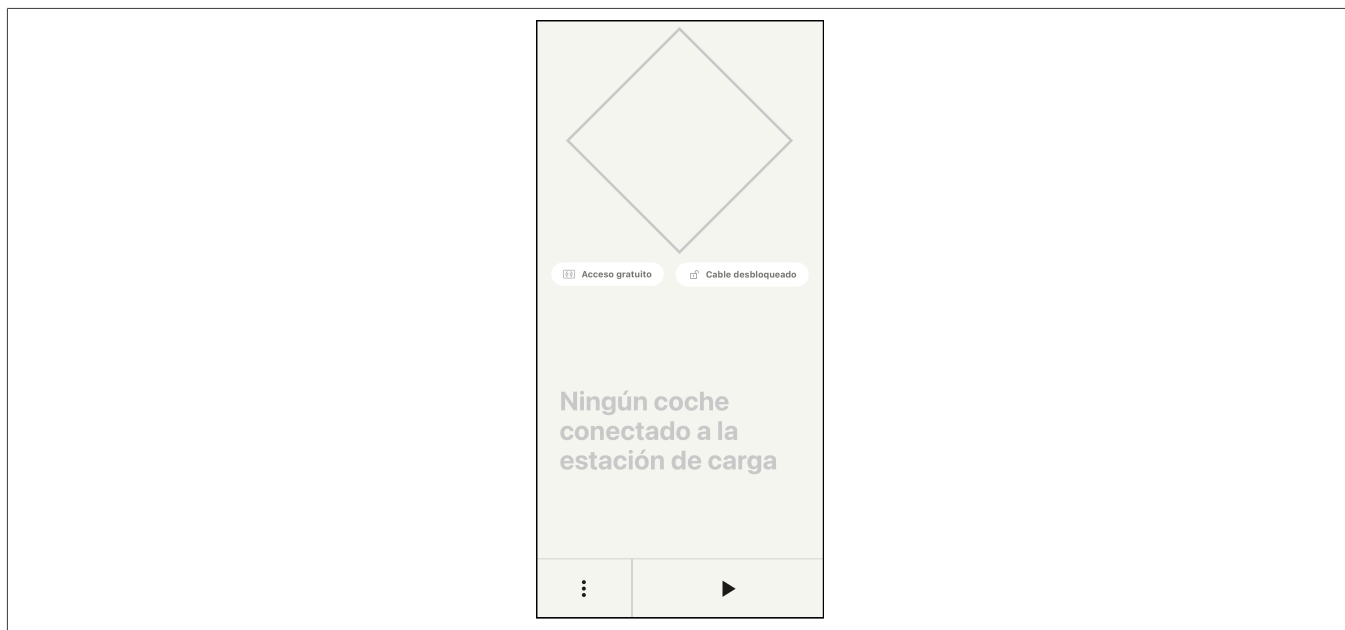 Acceso gratuito
Cable desbloqueado
Ningún coche
conectado a la
estación de carga